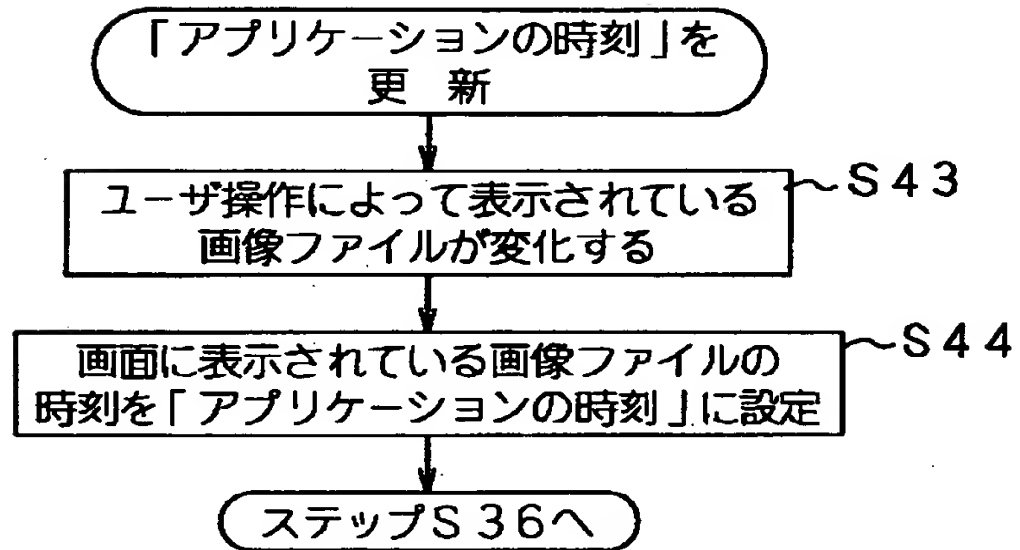 「アプリケーションの時刻」を
更 新
ユーザ操作によって表示されている
画像ファイルが変化する
S43
画面に表示されている画像ファイルの
時刻を「アプリケーションの時刻」に設定
S44
ステップS36へ